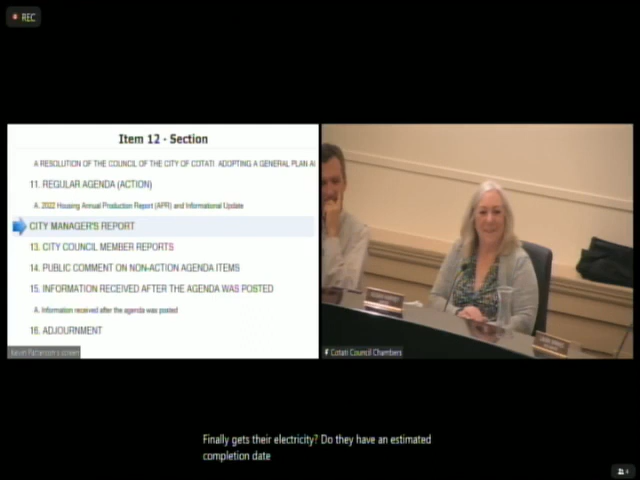 REC
Item 12 - Section
A RESOLUTION OF THE COUNCIL OF THE CITY OF COTATI ADOPTING A GENERAL PLAN A
11. REGULAR AGENDA (ACTION)
A. 2022 Housing Annual Production Report (APR) and Informational Update
CITY MANAGER'S REPORT
13. CITY COUNCIL MEMBER REPORTS
14. PUBLIC COMMENT ON NON-ACTION AGENDA ITEMS
15. INFORMATION RECEIVED AFTER THE AGENDA WAS POSTED
A. Information received after the agenda was posted
16. ADJOURNMENT
Kevin Patterson's screen
Cotati Council Chambers
Finally gets their electricity? Do they have an estimated
completion date